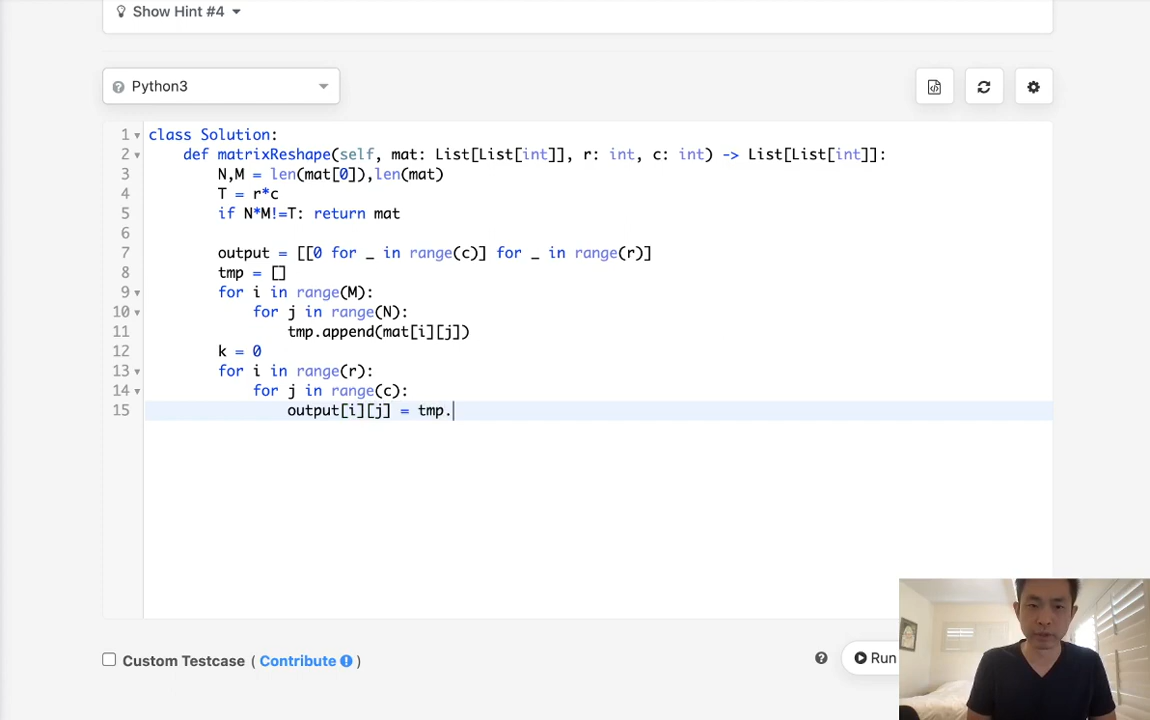 Show Hint #4
Python3
1 class Solution:
2     def matrixReshape(self, mat: List[List[int]], r: int, c: int) -> List[List[int]]:
3         N,M = len(mat[0]),len(mat)
4         T = r*c
5         if N*M!=T: return mat
6
7         output = [[0 for _ in range(c)] for _ in range(r)]
8         tmp = []
9         for i in range(M):
10             for j in range(N):
11                 tmp.append(mat[i][j])
12         k = 0
13         for i in range(r):
14             for j in range(c):
15                 output[i][j] = tmp.
Custom Testcase ( Contribute )
Run